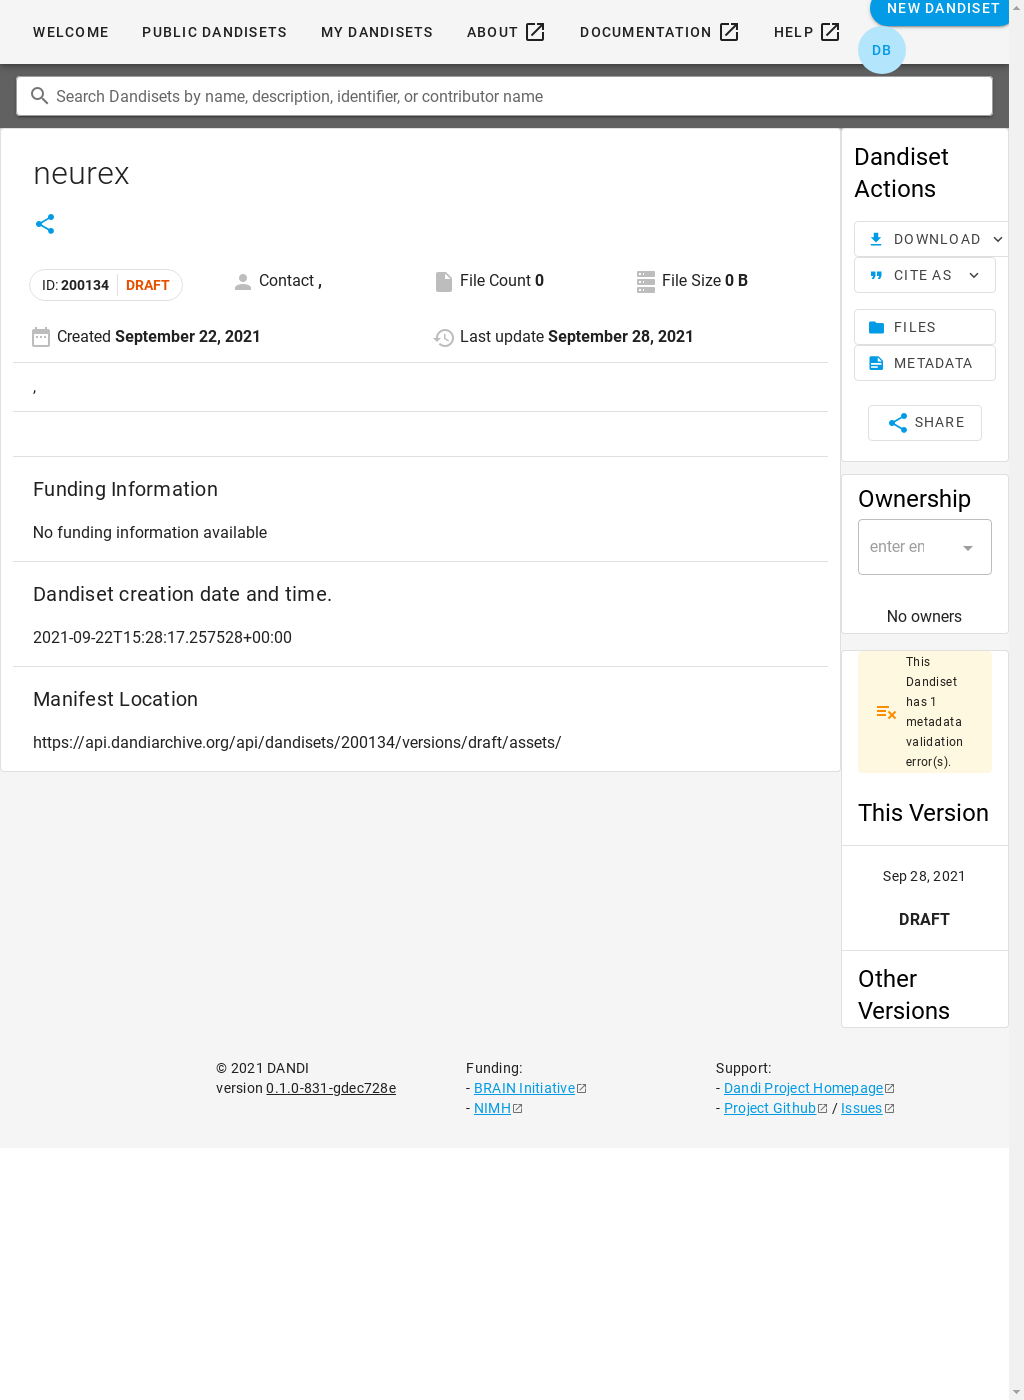 WELCOME PUBLIC DANDISETS MY DANDISETS ABOUT DOCUMENTATION HELP NEW DANDISET
DB
Search Dandisets by name, description, identifier, or contributor name
neurex
ID: 200134 DRAFT Contact , File Count 0 File Size 0 B
Created September 22, 2021 Last update September 28, 2021
,
Funding Information
No funding information available
Dandiset creation date and time.
2021-09-22T15:28:17.257528+00:00
Manifest Location
https://api.dandiarchive.org/api/dandisets/200134/versions/draft/assets/
Dandiset
Actions
DOWNLOAD
CITE AS
FILES
METADATA
SHARE
Ownership
enter en
No owners
This
Dandiset
has 1
metadata
validation
error(s).
This Version
Sep 28, 2021
DRAFT
Other
Versions
© 2021 DANDI
version 0.1.0-831-gdec728e
Funding:
- BRAIN Initiative
- NIMH
Support:
- Dandi Project Homepage
- Project Github / Issues